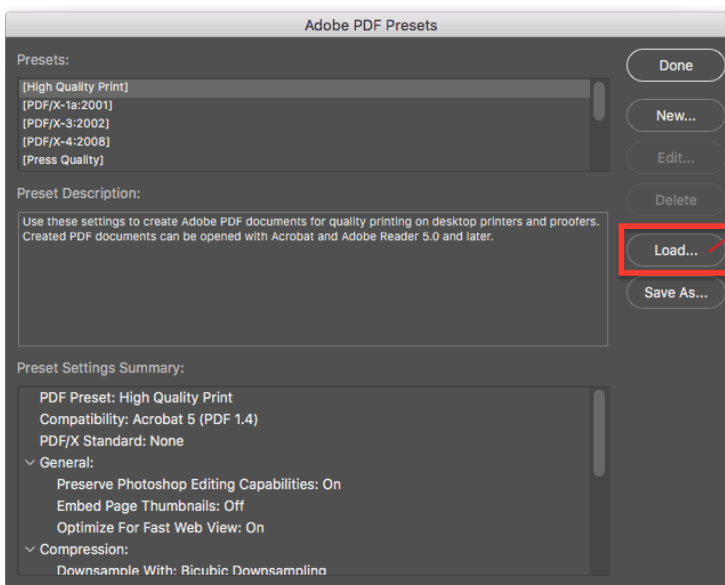 Adobe PDF Presets
Presets:
[High Quality Print]
[PDF/X-1a:2001]
[PDF/X-3:2002]
[PDF/X-4:2008]
[Press Quality]
Done
New...
Edit...
Delete
Load...
Save As...
Preset Description:
Use these settings to create Adobe PDF documents for quality printing on desktop printers and proofers.
Created PDF documents can be opened with Acrobat and Adobe Reader 5.0 and later.
Preset Settings Summary:
PDF Preset: High Quality Print
Compatibility: Acrobat 5 (PDF 1.4)
PDF/X Standard: None
General:
Preserve Photoshop Editing Capabilities: On
Embed Page Thumbnails: Off
Optimize For Fast Web View: On
Compression:
Downsample With: Bicubic Downsampling